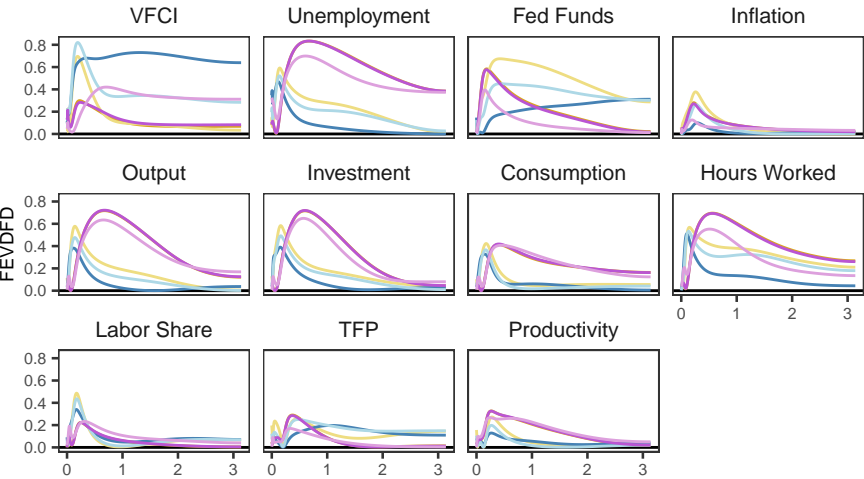 VFCI Unemployment Fed Funds Inflation
0.8
0.6
0.4
0.2
0.0
Output Investment Consumption Hours Worked
0.8
0.6
0.4
0.2
0.0
FEVDFD
0 1 2 3
Labor Share TFP Productivity
0.8
0.6
0.4
0.2
0.0
0 1 2 3 0 1 2 3 0 1 2 3